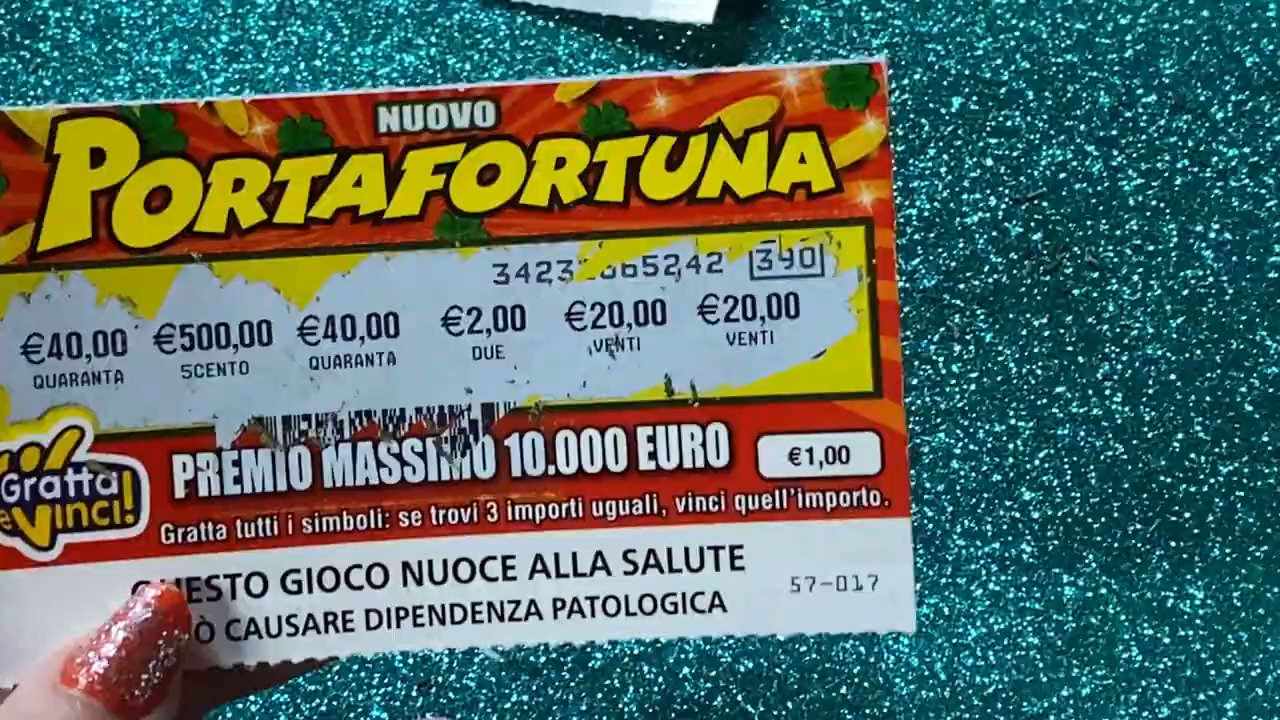 NUOVO
PORTAFORTUNA
390
€40,00 €500,00 €40,00 €2,00 €20,00 €20,00
QUARANTA 5CENTO QUARANTA DUE VENTI VENTI
Gratta e Vinci!
PREMIO MASSIMO 10.000 EURO €1,00
Gratta tutti i simboli: se trovi 3 importi uguali, vinci quell'importo.
QUESTO GIOCO NUOCE ALLA SALUTE
CAUSARE DIPENDENZA PATOLOGICA
57-017